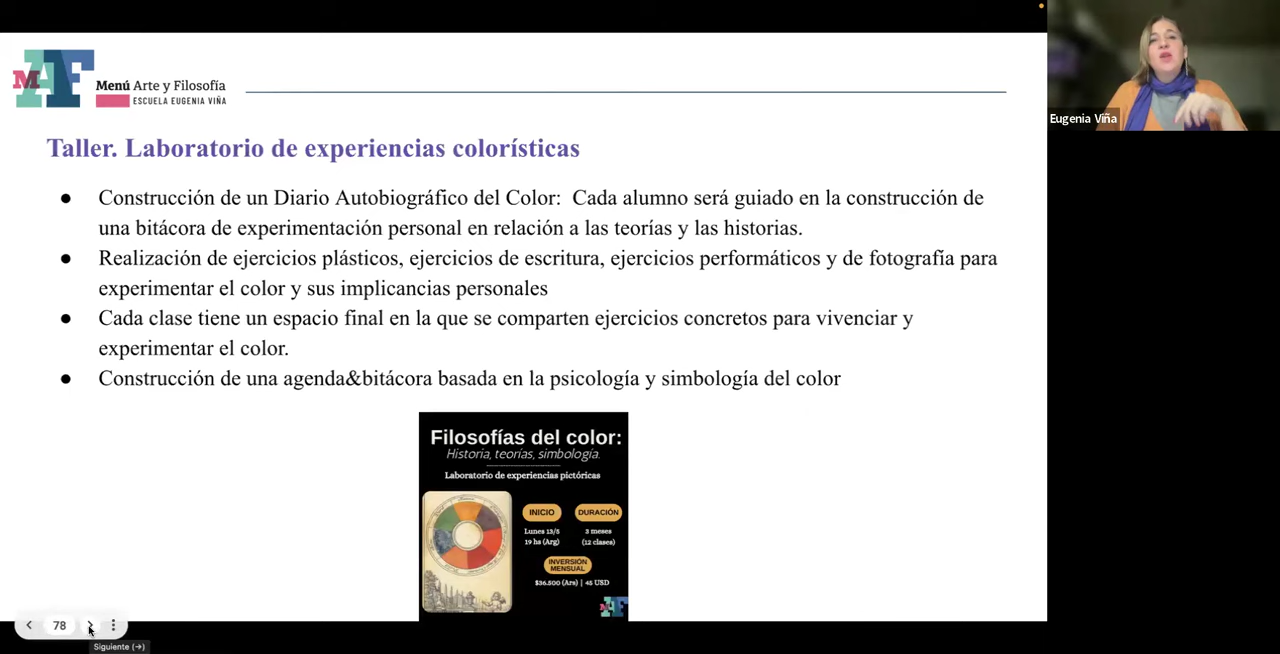 MAF
Menú Arte y Filosofía
ESCUELA EUGENIA VIÑA
Eugenia Viña
Taller. Laboratorio de experiencias colorísticas
● Construcción de un Diario Autobiográfico del Color:  Cada alumno será guiado en la construcción de
una bitácora de experimentación personal en relación a las teorías y las historias.
● Realización de ejercicios plásticos, ejercicios de escritura, ejercicios performáticos y de fotografía para
experimentar el color y sus implicancias personales
● Cada clase tiene un espacio final en la que se comparten ejercicios concretos para vivenciar y
experimentar el color.
● Construcción de una agenda&bitácora basada en la psicología y simbología del color
Filosofías del color:
Historia, teorías, simbología.
Laboratorio de experiencias pictóricas
INICIO
Lunes 13/5
19 hs (Arg)
DURACIÓN
3 meses
(12 clases)
INVERSIÓN
MENSUAL
$36.500 (Ars) | 45 USD
78
Siguiente (→)